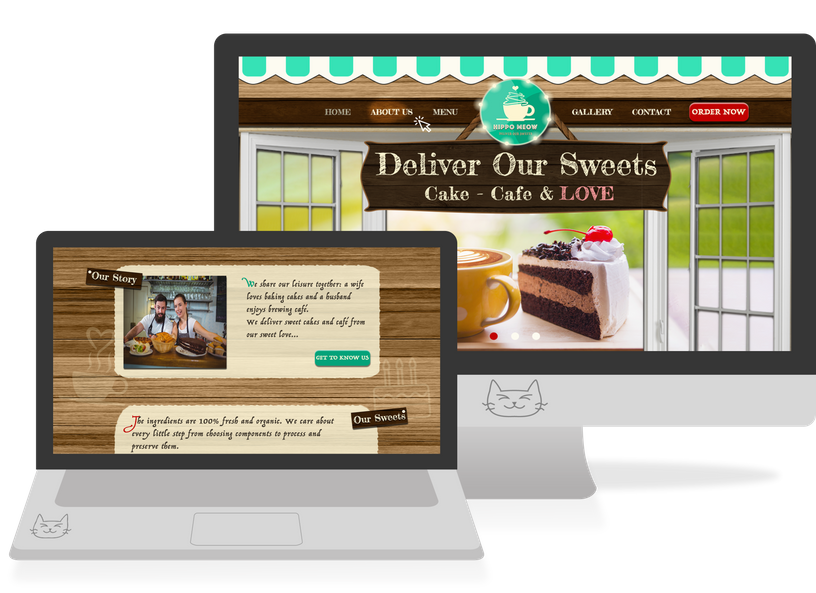 HOME ABOUT US MENU GALLERY CONTACT ORDER NOW
HIPPO MEOW
Deliver Our Sweets
Cake - Cafe & LOVE
Our Story
We share our leisure together: a wife
loves baking cakes and a husband
enjoys brewing café.
We deliver sweet cakes and café from
our sweet love...
GET TO KNOW US
Our Sweets
The ingredients are 100% fresh and organic. We care about
every little step from choosing components to process and
preserve them.